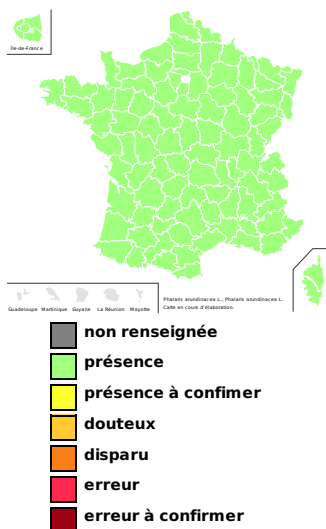 Île-de-France
Guadeloupe Martinique Guyane La Réunion Mayotte
Phalaris arundinacea L., Phalaris arundinacea L.
Carte en cours d'élaboration.
non renseignée
présence
présence à confimer
douteux
disparu
erreur
erreur à confirmer